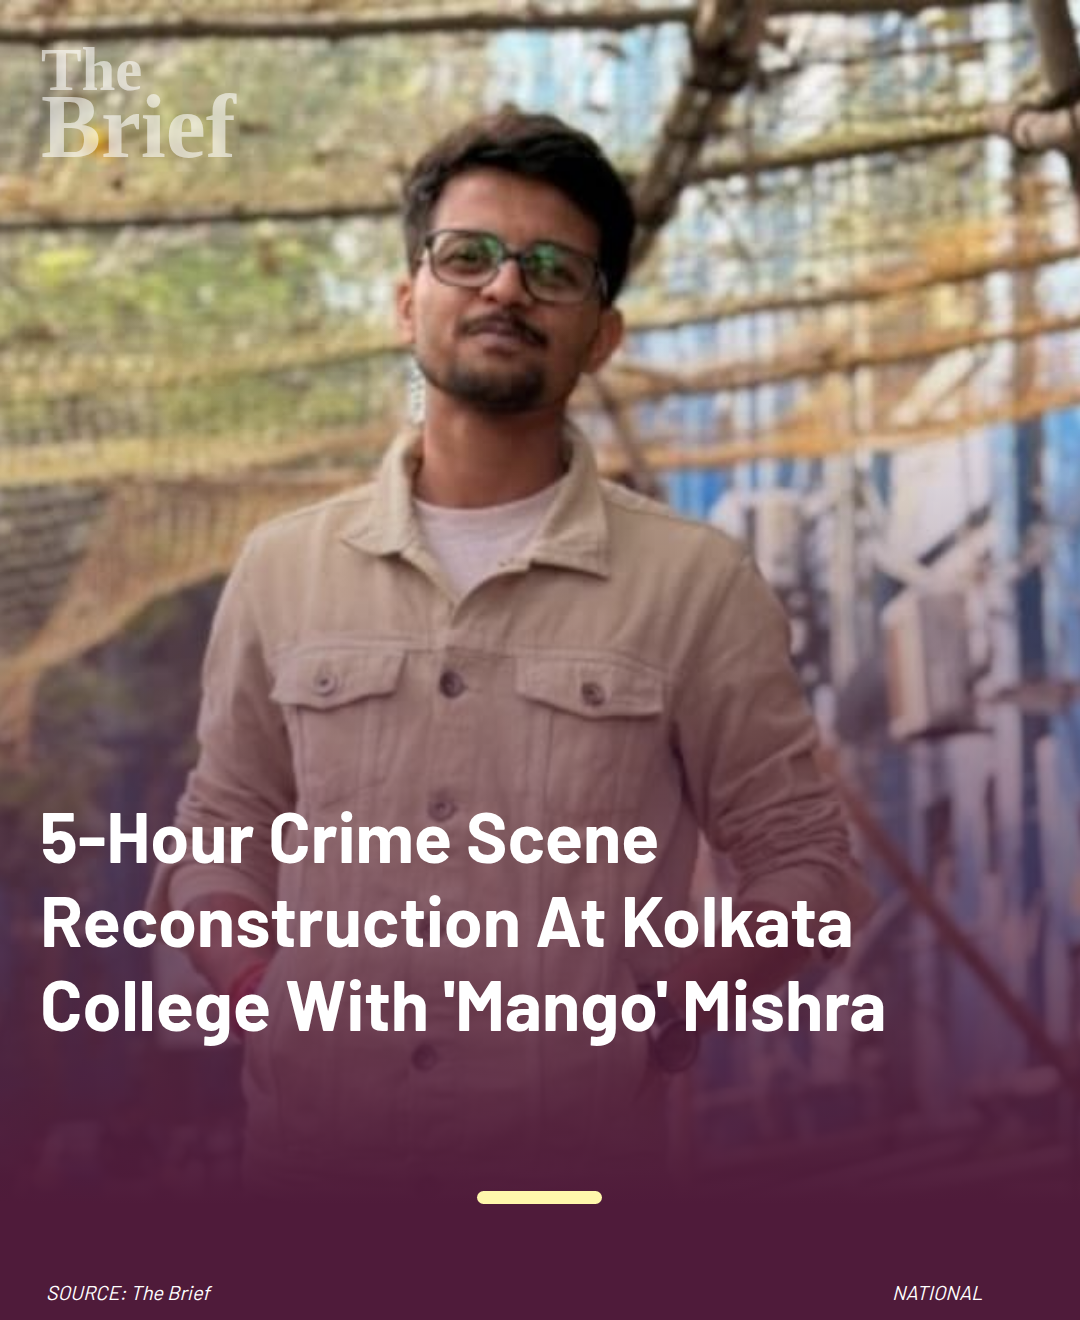 The
Brief
5-Hour Crime Scene
Reconstruction At Kolkata
College With 'Mango' Mishra
SOURCE: The Brief
NATIONAL